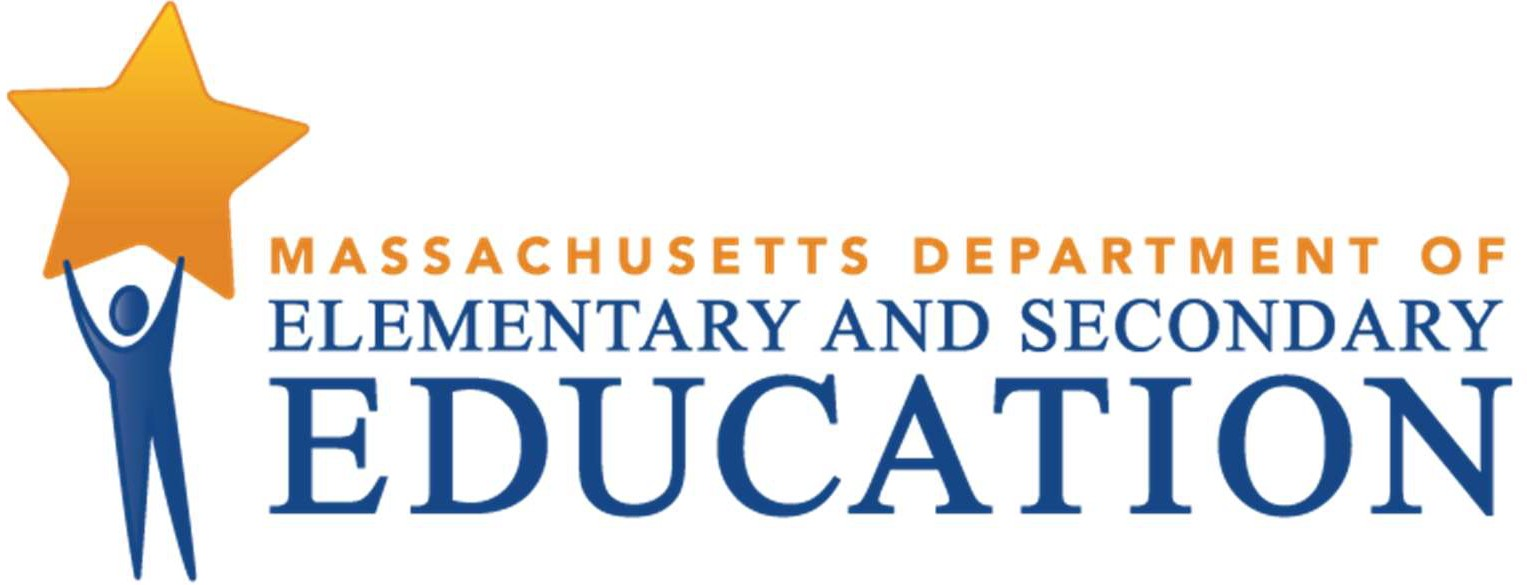 MASSACHUSETTS DEPARTMENT OF
ELEMENTARY AND SECONDARY
EDUCATION